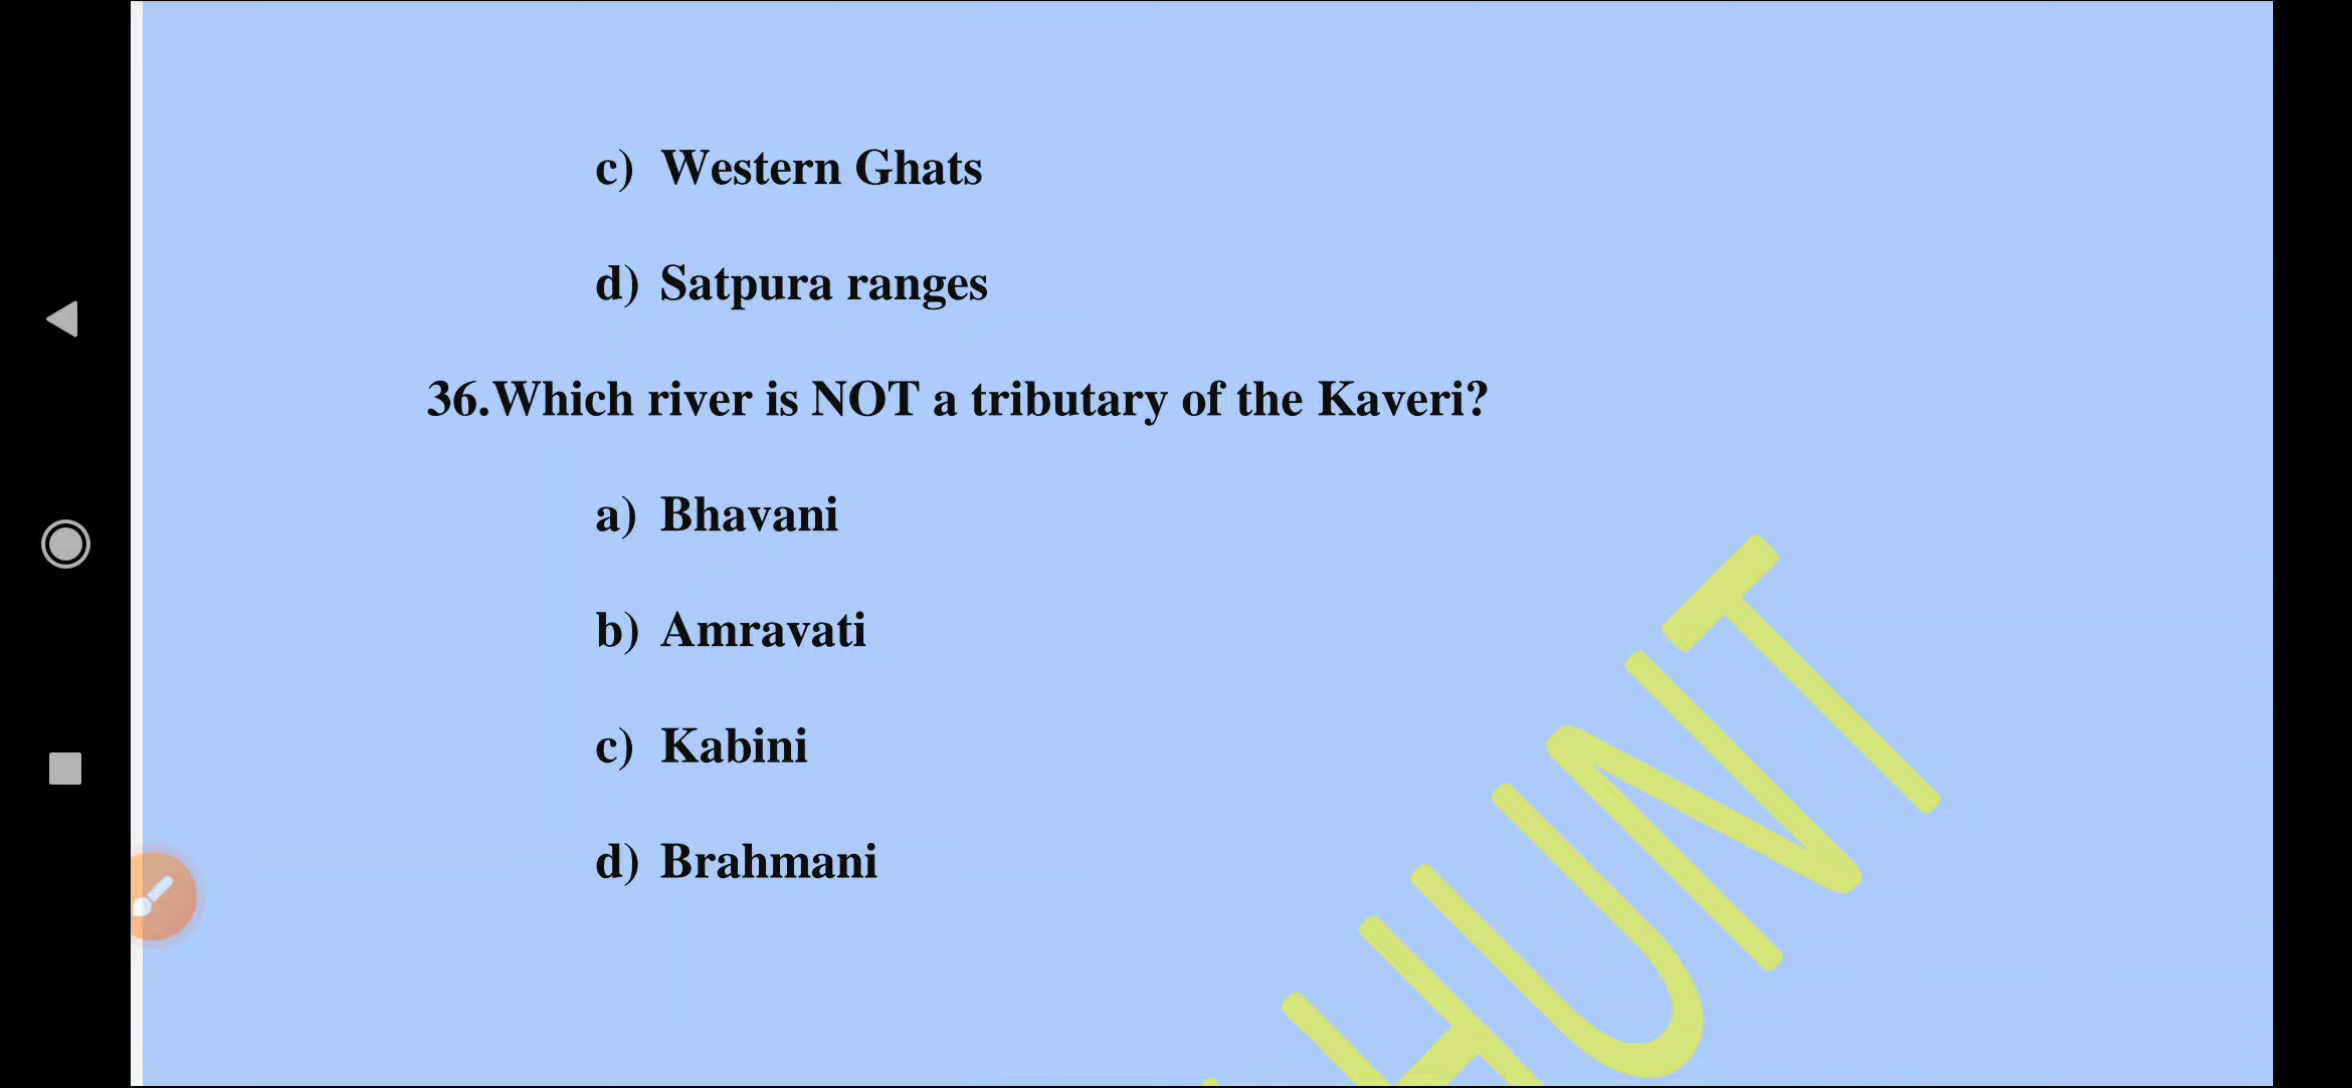 c) Western Ghats
d) Satpura ranges
36.Which river is NOT a tributary of the Kaveri?
a) Bhavani
b) Amravati
c) Kabini
d) Brahmani
HUNT